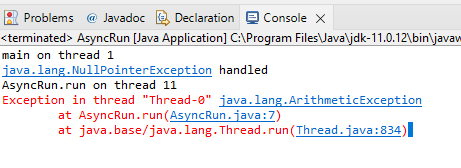 Problems @ Javadoc Declaration Console
<terminated> AsyncRun [Java Application] C:\Program Files\Java\jdk-11.0.12\bin\javaw
main on thread 1
java.lang.NullPointerException handled
AsyncRun.run on thread 11
Exception in thread "Thread-0" java.lang.ArithmeticException
at AsyncRun.run(AsyncRun.java:7)
at java.base/java.lang.Thread.run(Thread.java:834)